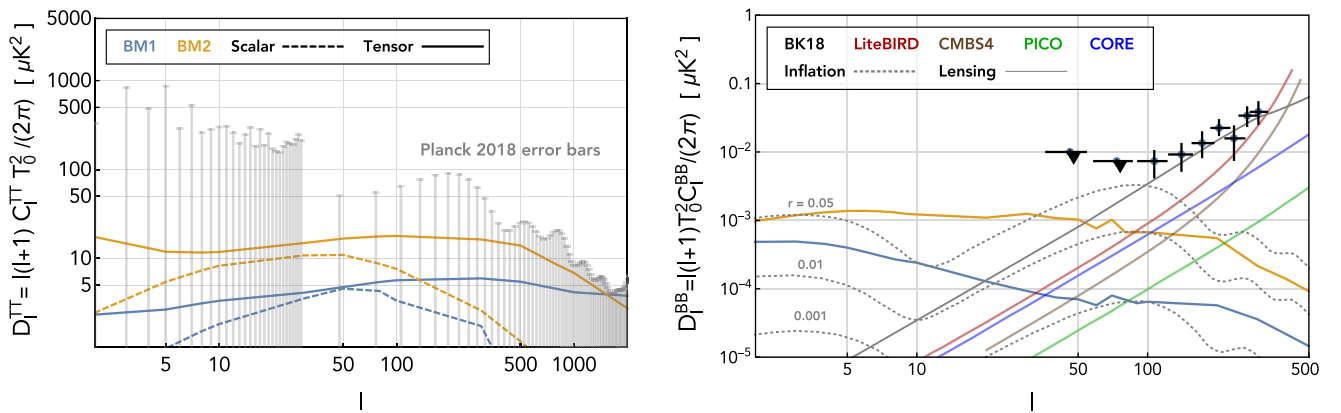 5000
1000
500
100
50
10
5
D_l^TT = l(l+1) C_l^TT T_0^2 /(2π) [ μK^2 ]
BM1 BM2 Scalar Tensor
Planck 2018 error bars
5 10 50 100 500 1000
l
1
0.1
10^-2
10^-3
10^-4
10^-5
D_l^BB=l(l+1)T_0^2C_l^BB/(2π) [ μK^2 ]
BK18 LiteBIRD CMBS4 PICO CORE
Inflation Lensing
r = 0.05
0.01
0.001
5 10 50 100 500
l